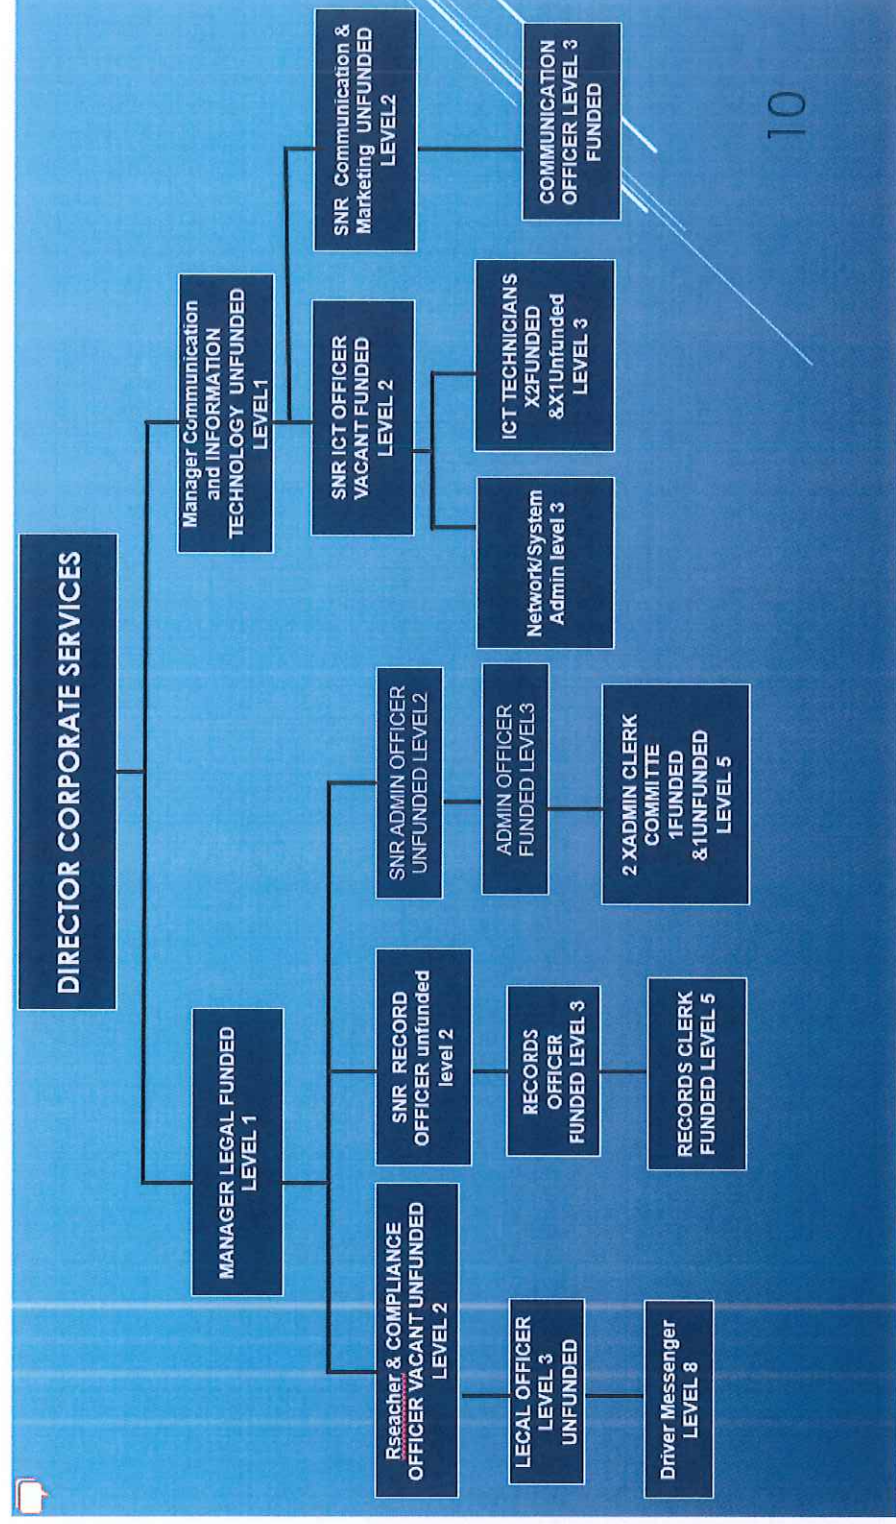 DIRECTOR CORPORATE SERVICES
MANAGER LEGAL FUNDED
LEVEL 1
Manager Communication
and INFORMATION
TECHNOLOGY UNFUNDED
LEVEL1
Rseacher & COMPLIANCE
OFFICER VACANT UNFUNDED
LEVEL 2
SNR RECORD
OFFICER unfunded
level 2
SNR ADMIN OFFICER
UNFUNDED LEVEL2
SNR ICT OFFICER
VACANT FUNDED
LEVEL 2
SNR Communication &
Marketing UNFUNDED
LEVEL2
LECAL OFFICER
LEVEL 3
UNFUNDED
RECORDS
OFFICER
FUNDED LEVEL 3
ADMIN OFFICER
FUNDED LEVEL3
Network/System
Admin level 3
ICT TECHNICIANS
X2FUNDED
&X1Unfunded
LEVEL 3
COMMUNICATION
OFFICER LEVEL 3
FUNDED
Driver Messenger
LEVEL 8
RECORDS CLERK
FUNDED LEVEL 5
2 XADMIN CLERK
COMMITTE
1FUNDED
&1UNFUNDED
LEVEL 5
10